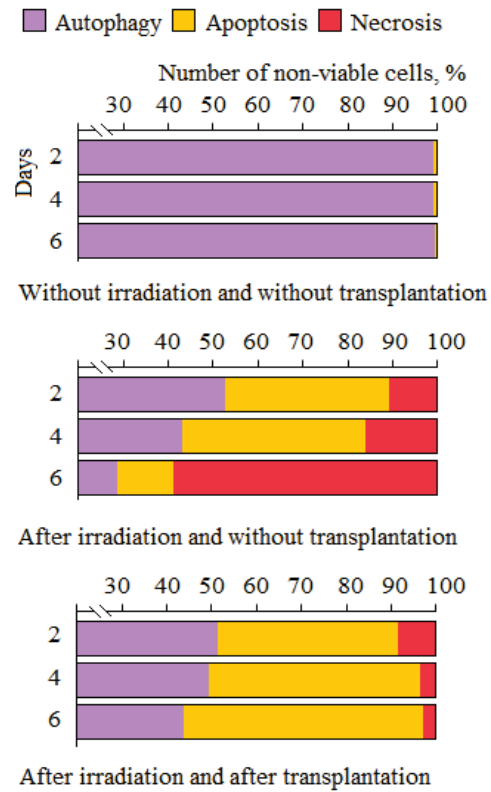 Autophagy Apoptosis Necrosis
Number of non-viable cells, %
30 40 50 60 70 80 90 100
Days
2
4
6
Without irradiation and without transplantation
30 40 50 60 70 80 90 100
2
4
6
After irradiation and without transplantation
30 40 50 60 70 80 90 100
2
4
6
After irradiation and after transplantation